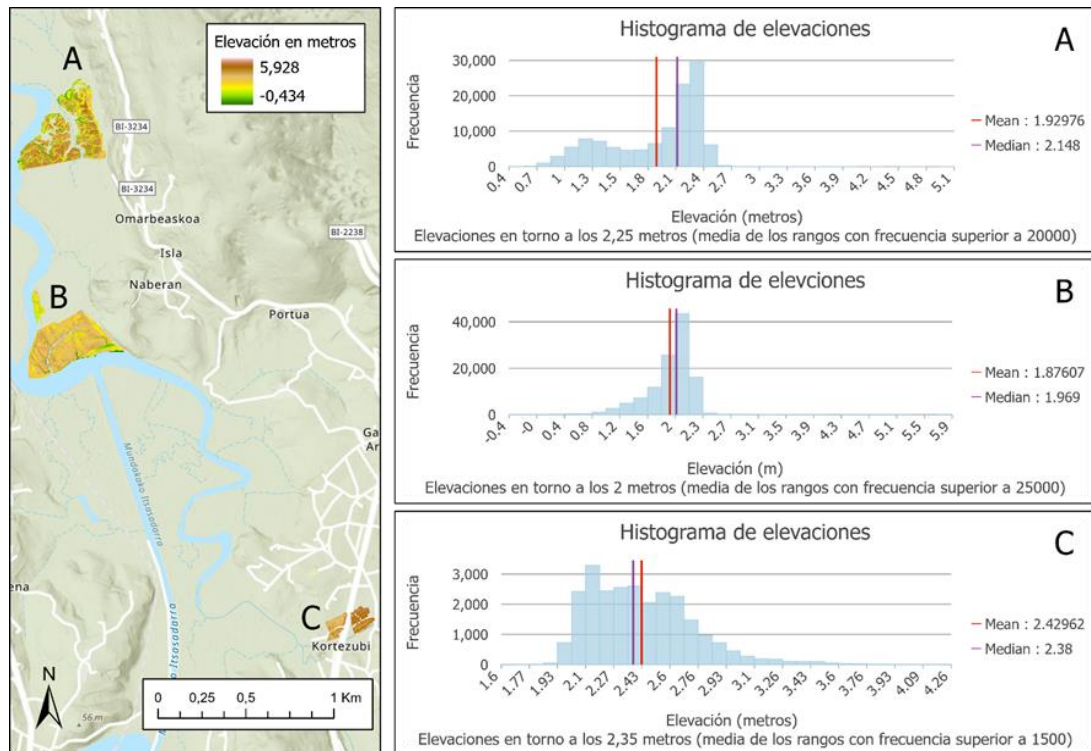 A
Elevación en metros
5,928
-0,434
BI-3234
BI-3234
Omarbeaskoa
BI-2238
Isla
Naberan
B
Portua
Ga
Ar
Mundakako Itsasadarra
ena
C
Kortezubi
Itsasadarra
N
56 m
0 0,25 0,5 1 Km
Histograma de elevaciones
A
Frecuencia
30,000
20,000
10,000
0
0.4 0.7 1 1.3 1.5 1.8 2.1 2.4 2.7 3 3.3 3.6 3.9 4.2 4.5 4.8 5.1
Mean : 1.92976
Median : 2.148
Elevación (metros)
Elevaciones en torno a los 2,25 metros (media de los rangos con frecuencia superior a 20000)
Histograma de elevciones
B
Frecuencia
40,000
20,000
0
-0.4 -0 0.4 0.8 1.2 1.6 2 2.3 2.7 3.1 3.5 3.9 4.3 4.7 5.1 5.5 5.9
Mean : 1.87607
Median : 1.969
Elevación (m)
Elevaciones en torno a los 2 metros (media de los rangos con frecuencia superior a 25000)
Histograma de elevaciones
C
Frecuencia
3,000
2,000
1,000
0
1.6 1.77 1.93 2.1 2.27 2.43 2.6 2.76 2.93 3.1 3.26 3.43 3.6 3.76 3.93 4.09 4.26
Mean : 2.42962
Median : 2.38
Elevación (metros)
Elevaciones en torno a los 2,35 metros (media de los rangos con frecuencia superior a 1500)